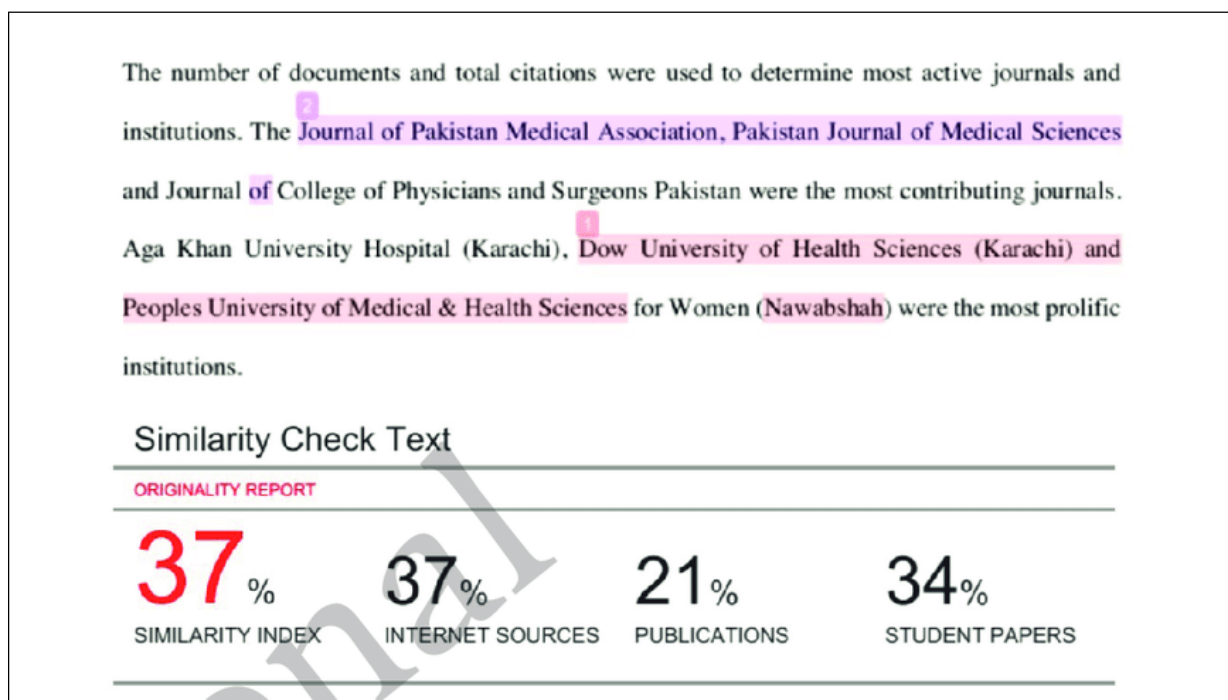 The number of documents and total citations were used to determine most active journals and
2
institutions. The Journal of Pakistan Medical Association, Pakistan Journal of Medical Sciences
and Journal of College of Physicians and Surgeons Pakistan were the most contributing journals.
1
Aga Khan University Hospital (Karachi), Dow University of Health Sciences (Karachi) and
Peoples University of Medical & Health Sciences for Women (Nawabshah) were the most prolific
institutions.
Similarity Check Text
ORIGINALITY REPORT
37% 37% 21% 34%
SIMILARITY INDEX INTERNET SOURCES PUBLICATIONS STUDENT PAPERS